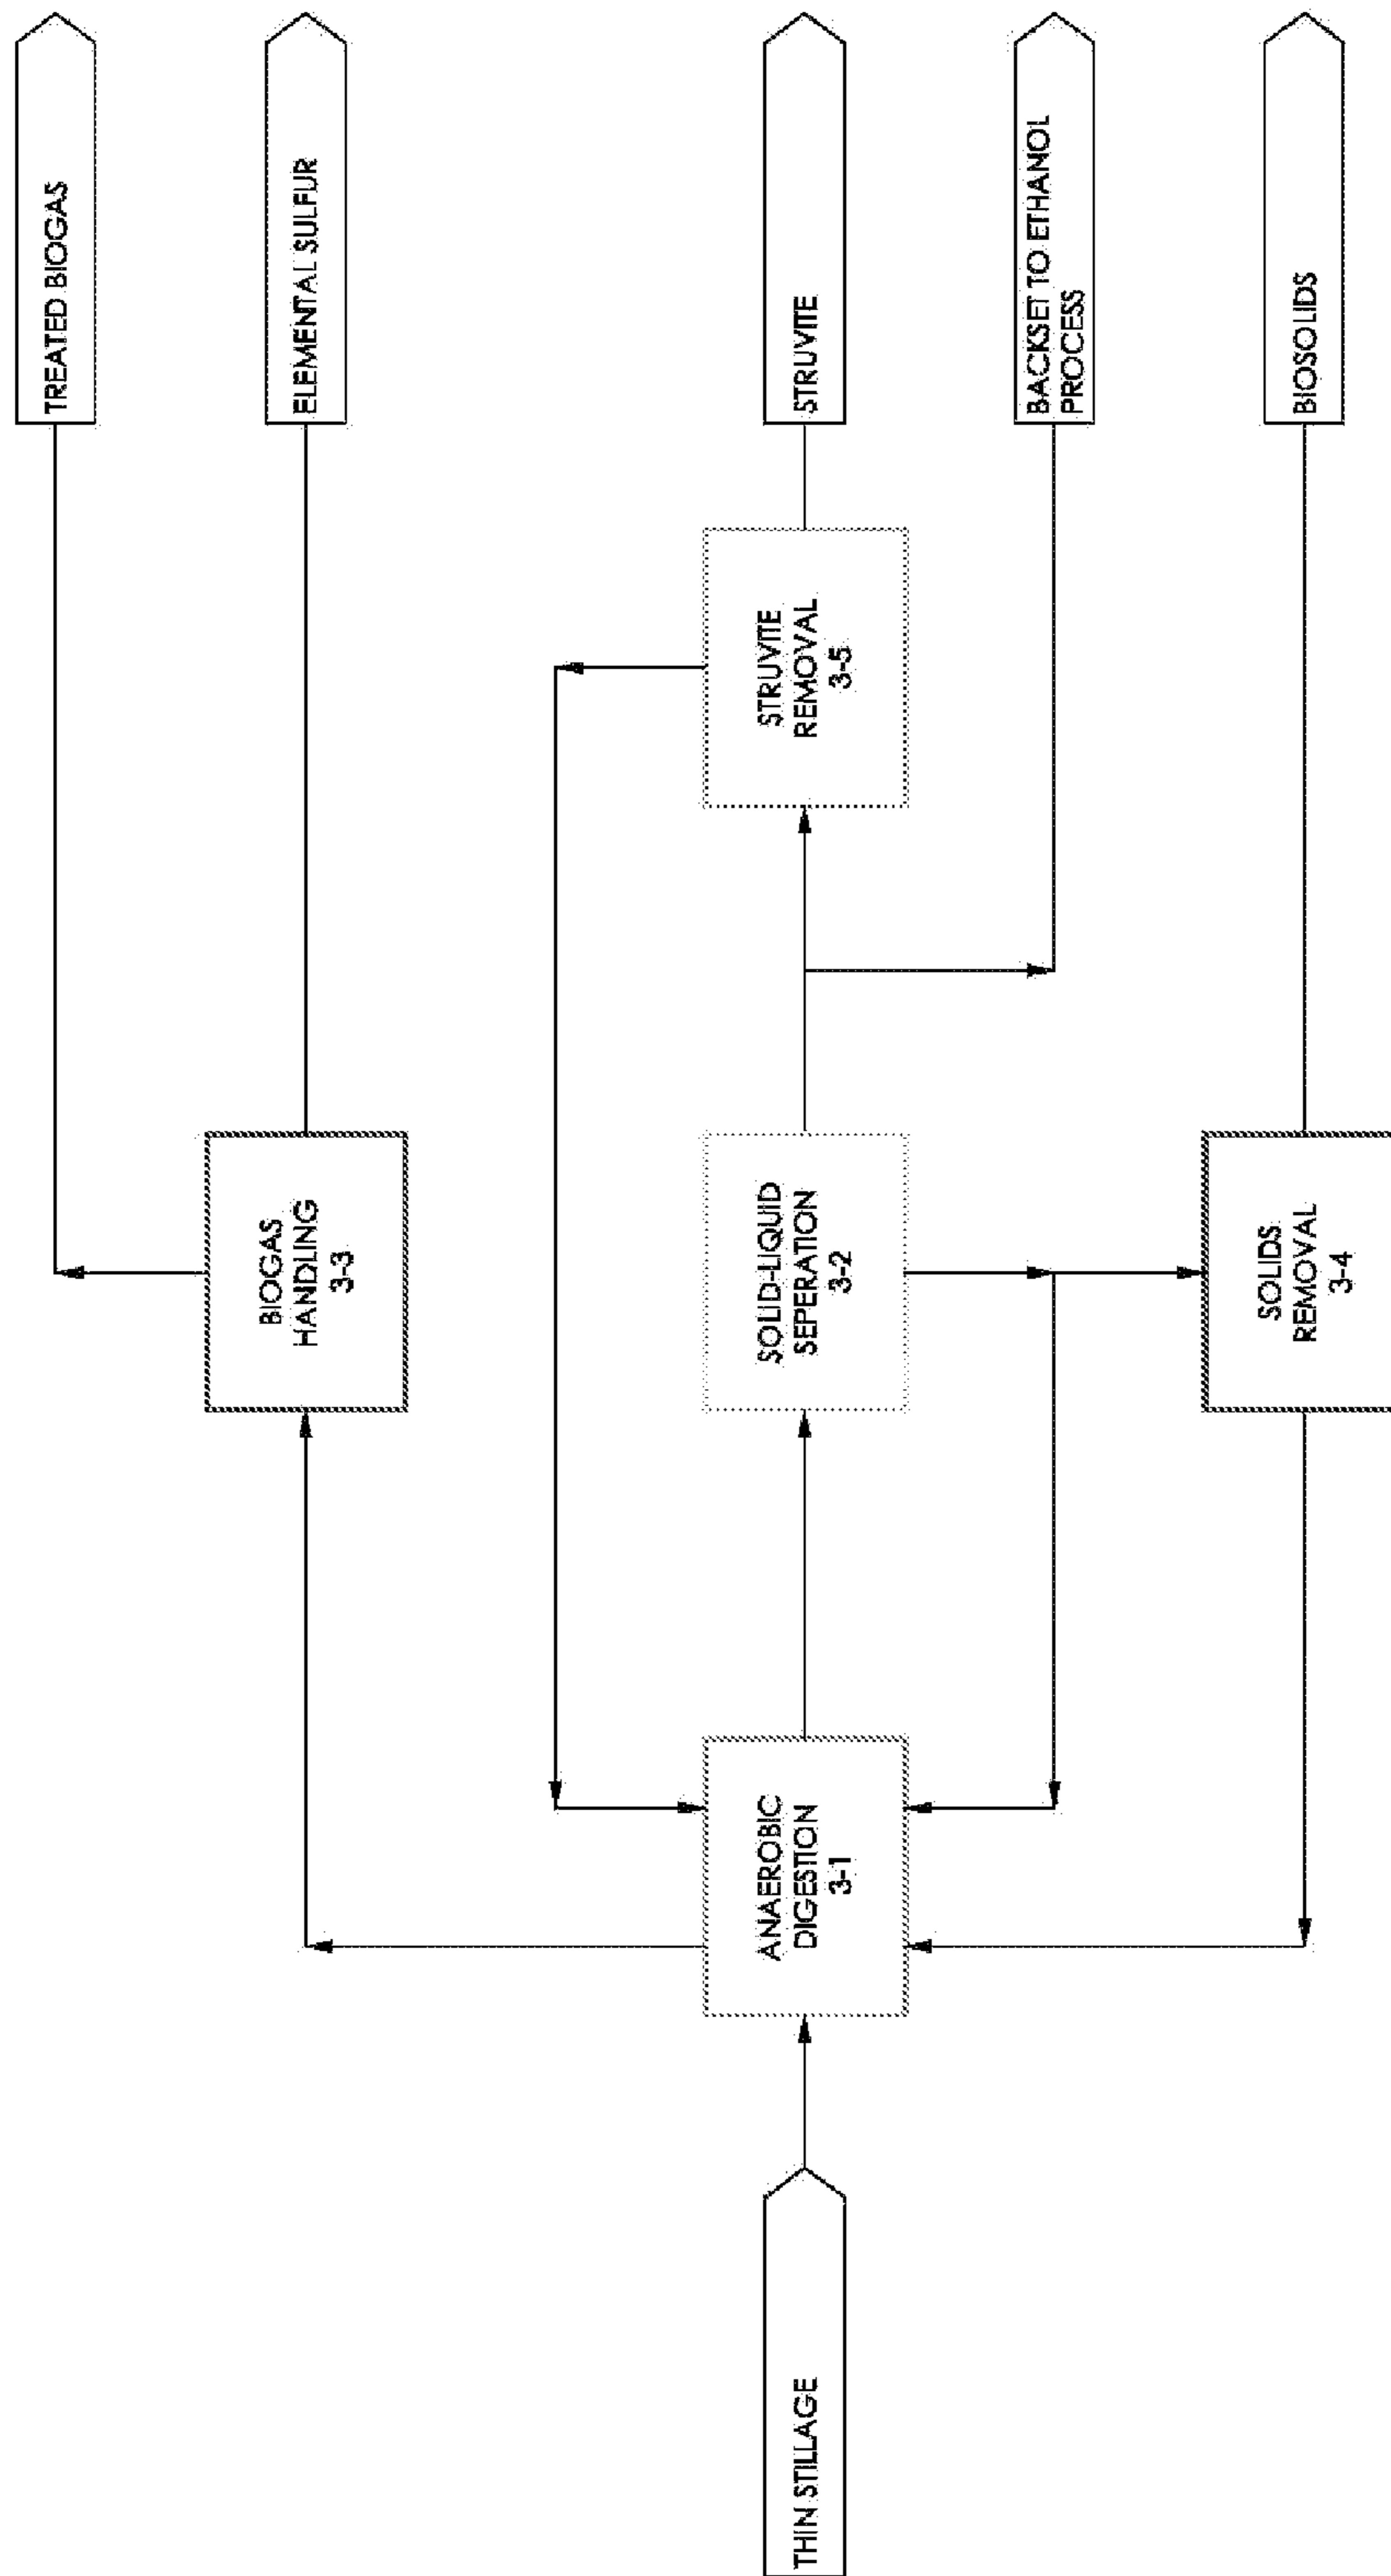 TREATED BIOGAS
ELEMENTAL SULFUR
STRUVITE
BACKSET TO ETHANOL
PROCESS
BIOSOLIDS
STRUVITE
REMOVAL
3-5
BIOGAS
HANDLING
3-3
SOLID-LIQUID
SEPERATION
3-2
SOLIDS
REMOVAL
3-4
ANAEROBIC
DIGESTION
3-1
THIN STILLAGE